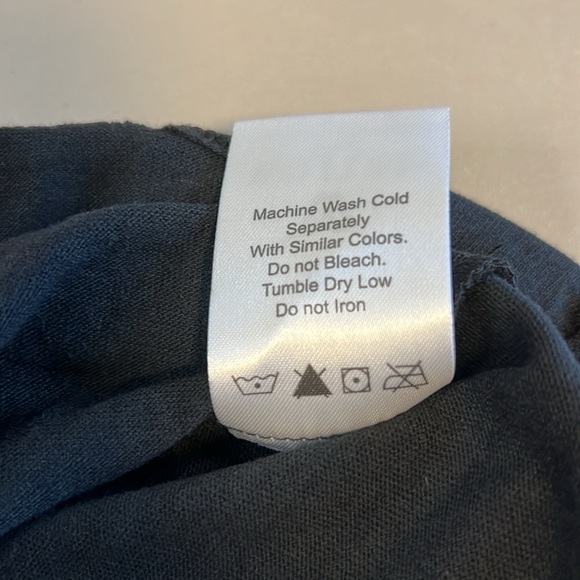 Machine Wash Cold
Separately
With Similar Colors.
Do not Bleach.
Tumble Dry Low
Do not Iron